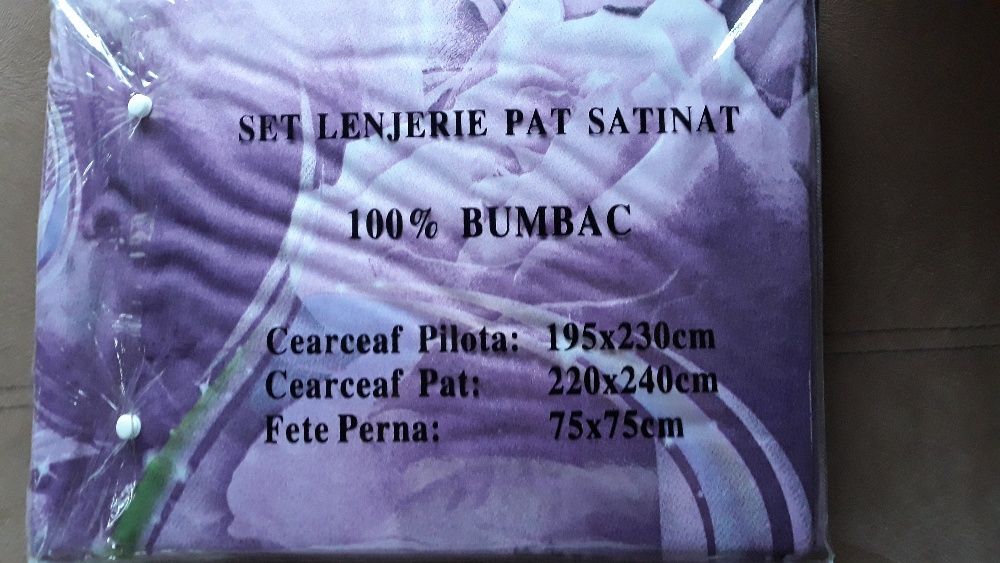 SET LENJERIE PAT SATINAT
100% BUMBAC
Cearceaf Pilota: 195x230cm
Cearceaf Pat: 220x240cm
Fete Perna: 75x75cm